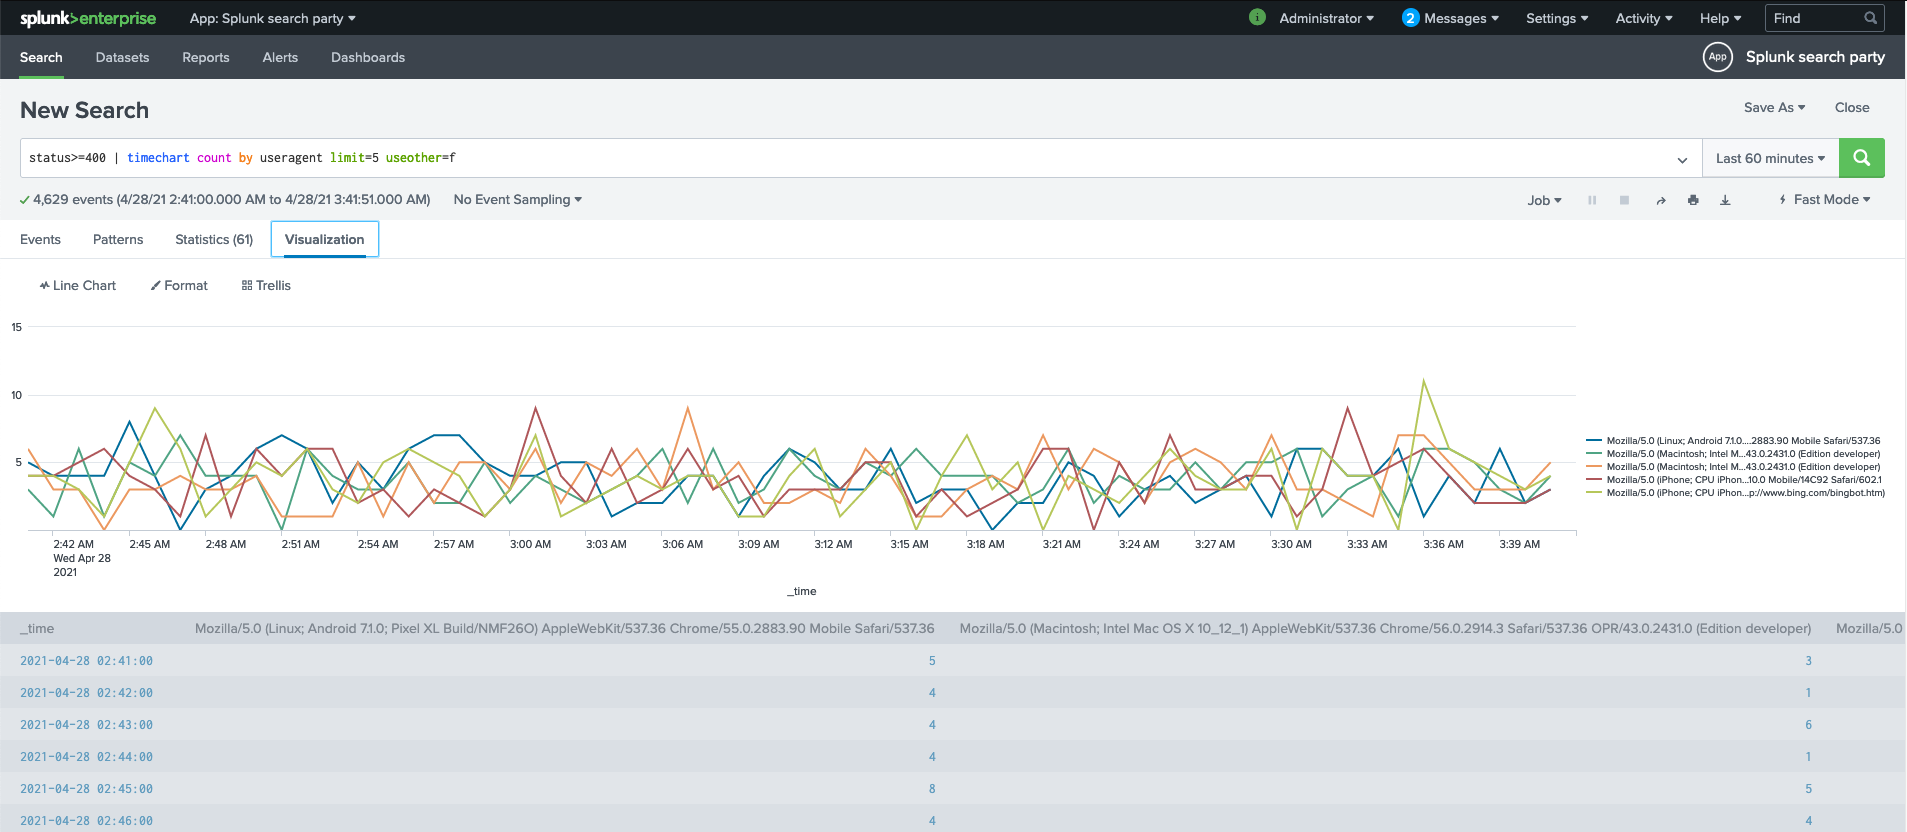 splunk>enterprise App: Splunk search party i Administrator 2 Messages Settings Activity Help Find
Search Datasets Reports Alerts Dashboards App Splunk search party
New Search Save As Close
status>=400 | timechart count by useragent limit=5 useother=f Last 60 minutes
4,629 events (4/28/21 2:41:00.000 AM to 4/28/21 3:41:51.000 AM) No Event Sampling Job Fast Mode
Events Patterns Statistics (61) Visualization
Line Chart Format Trellis
15
10
5
Mozilla/5.0 (Linux; Android 7.1.0....2883.90 Mobile Safari/537.36
Mozilla/5.0 (Macintosh; Intel M...43.0.2431.0 (Edition developer)
Mozilla/5.0 (Macintosh; Intel M...43.0.2431.0 (Edition developer)
Mozilla/5.0 (iPhone; CPU iPhon...10.0 Mobile/14C92 Safari/602.1
Mozilla/5.0 (iPhone; CPU iPhon...p://www.bing.com/bingbot.htm)
2:42 AM 2:45 AM 2:48 AM 2:51 AM 2:54 AM 2:57 AM 3:00 AM 3:03 AM 3:06 AM 3:09 AM 3:12 AM 3:15 AM 3:18 AM 3:21 AM 3:24 AM 3:27 AM 3:30 AM 3:33 AM 3:36 AM 3:39 AM
Wed Apr 28
2021
_time
_time Mozilla/5.0 (Linux; Android 7.1.0; Pixel XL Build/NMF26O) AppleWebKit/537.36 Chrome/55.0.2883.90 Mobile Safari/537.36 Mozilla/5.0 (Macintosh; Intel Mac OS X 10_12_1) AppleWebKit/537.36 Chrome/56.0.2914.3 Safari/537.36 OPR/43.0.2431.0 (Edition developer) Mozilla/5.0
2021-04-28 02:41:00 5 3
2021-04-28 02:42:00 4 1
2021-04-28 02:43:00 4 6
2021-04-28 02:44:00 4 1
2021-04-28 02:45:00 8 5
2021-04-28 02:46:00 4 4